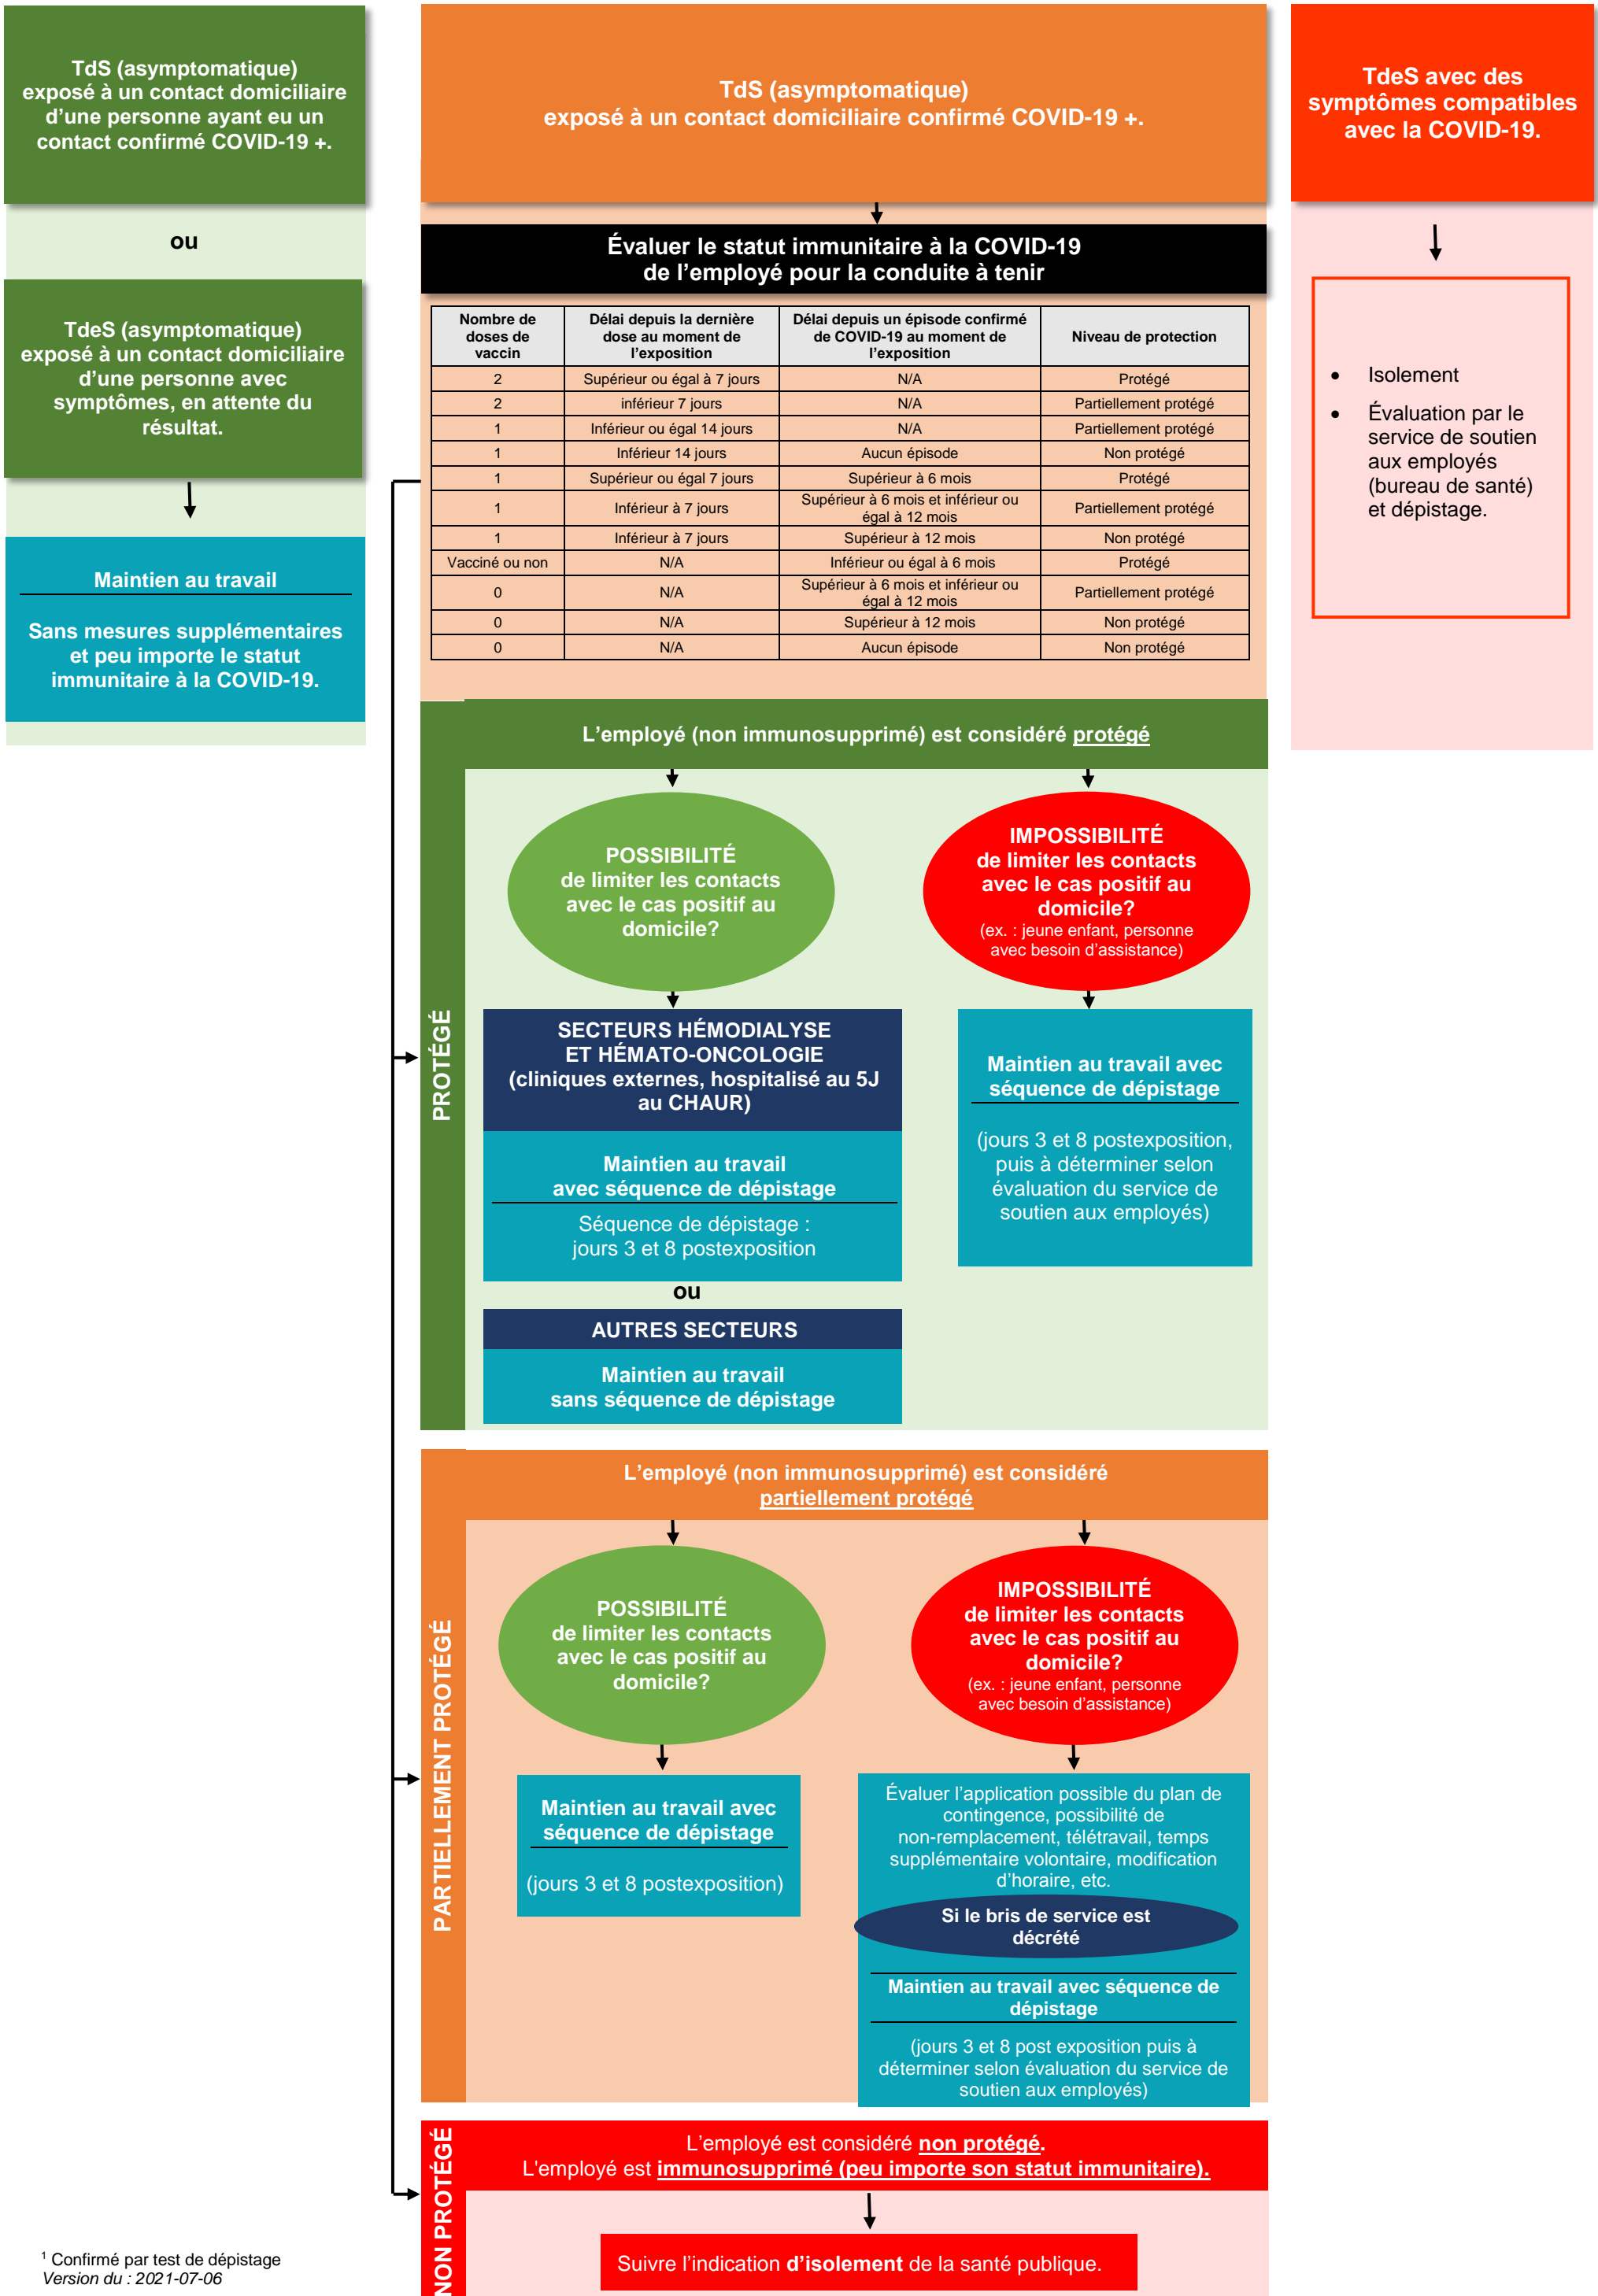 TdS (asymptomatique)
exposé à un contact domiciliaire
d’une personne ayant eu un
contact confirmé COVID-19 +.
ou
TdeS (asymptomatique)
exposé à un contact domiciliaire
d’une personne avec
symptômes, en attente du
résultat.
Maintien au travail
Sans mesures supplémentaires
et peu importe le statut
immunitaire à la COVID-19.
TdS (asymptomatique)
exposé à un contact domiciliaire confirmé COVID-19 +.
Évaluer le statut immunitaire à la COVID-19
de l’employé pour la conduite à tenir
Nombre de doses de vaccin | Délai depuis la dernière dose au moment de l’exposition | Délai depuis un épisode confirmé de COVID-19 au moment de l’exposition | Niveau de protection
2 | Supérieur ou égal à 7 jours | N/A | Protégé
2 | inférieur 7 jours | N/A | Partiellement protégé
1 | Inférieur ou égal 14 jours | N/A | Partiellement protégé
1 | Inférieur 14 jours | Aucun épisode | Non protégé
1 | Supérieur ou égal 7 jours | Supérieur à 6 mois | Protégé
1 | Inférieur à 7 jours | Supérieur à 6 mois et inférieur ou égal à 12 mois | Partiellement protégé
1 | Inférieur à 7 jours | Supérieur à 12 mois | Non protégé
Vacciné ou non | N/A | Inférieur ou égal à 6 mois | Protégé
0 | N/A | Supérieur à 6 mois et inférieur ou égal à 12 mois | Partiellement protégé
0 | N/A | Supérieur à 12 mois | Non protégé
0 | N/A | Aucun épisode | Non protégé
TdeS avec des
symptômes compatibles
avec la COVID-19.
• Isolement
• Évaluation par le
service de soutien
aux employés
(bureau de santé)
et dépistage.
PROTÉGÉ
L’employé (non immunosupprimé) est considéré protégé
POSSIBILITÉ
de limiter les contacts
avec le cas positif au
domicile?
SECTEURS HÉMODIALYSE
ET HÉMATO-ONCOLOGIE
(cliniques externes, hospitalisé au 5J
au CHAUR)
Maintien au travail
avec séquence de dépistage
Séquence de dépistage :
jours 3 et 8 postexposition
ou
AUTRES SECTEURS
Maintien au travail
sans séquence de dépistage
IMPOSSIBILITÉ
de limiter les contacts
avec le cas positif au
domicile?
(ex. : jeune enfant, personne
avec besoin d’assistance)
Maintien au travail avec
séquence de dépistage
(jours 3 et 8 postexposition,
puis à déterminer selon
évaluation du service de
soutien aux employés)
PARTIELLEMENT PROTÉGÉ
L’employé (non immunosupprimé) est considéré
partiellement protégé
POSSIBILITÉ
de limiter les contacts
avec le cas positif au
domicile?
Maintien au travail avec
séquence de dépistage
(jours 3 et 8 postexposition)
IMPOSSIBILITÉ
de limiter les contacts
avec le cas positif au
domicile?
(ex. : jeune enfant, personne
avec besoin d’assistance)
Évaluer l’application possible du plan de
contingence, possibilité de
non-remplacement, télétravail, temps
supplémentaire volontaire, modification
d’horaire, etc.
Si le bris de service est
décrété
Maintien au travail avec séquence de
dépistage
(jours 3 et 8 post exposition puis à
déterminer selon évaluation du service de
soutien aux employés)
NON PROTÉGÉ
L’employé est considéré non protégé.
L'employé est immunosupprimé (peu importe son statut immunitaire).
Suivre l’indication d’isolement de la santé publique.
¹ Confirmé par test de dépistage
Version du : 2021-07-06